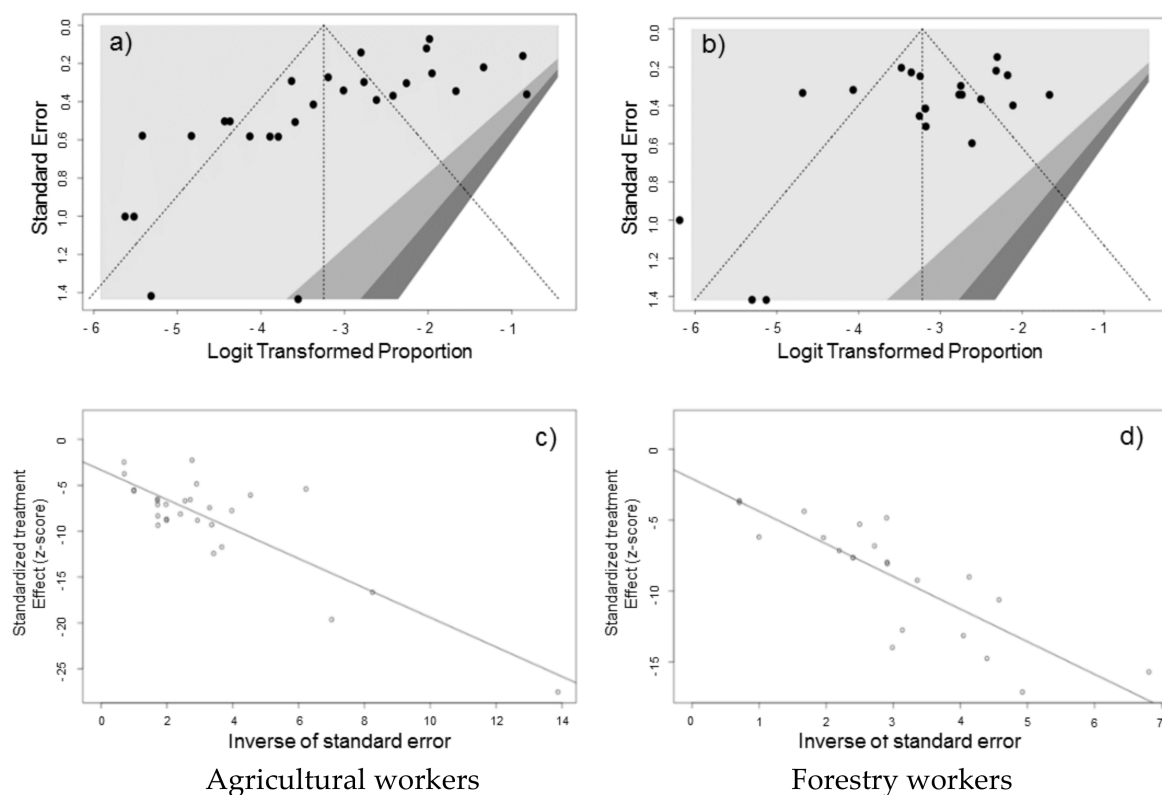 a)
0.0
0.2
0.4
0.6
0.8
1.0
1.2
1.4
Standard Error
- 6 - 5 - 4 - 3 - 2 - 1
Logit Transformed Proportion
b)
0.0
0.2
0.4
0.6
0.8
1.0
1.2
1.4
Standard Error
- 6 - 5 - 4 - 3 - 2 - 1
Logit Transformed Proportion
c)
0
- 5
- 10
- 15
- 20
- 25
Standardized treatment
Effect (z-score)
0 2 4 6 8 10 12 14
Inverse of standard error
Agricultural workers
d)
0
- 5
- 10
- 15
Standardized treatment
Effect (z-score)
0 1 2 3 4 5 6 7
Inverse of standard error
Forestry workers